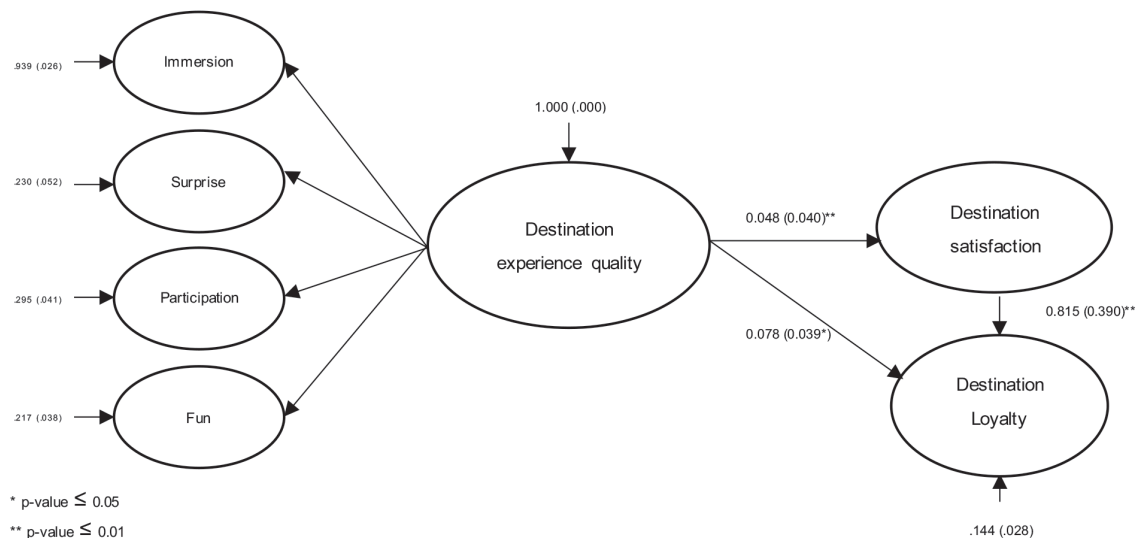 .939 (.026)
Immersion
.230 (.052)
Surprise
.295 (.041)
Participation
.217 (.038)
Fun
1.000 (.000)
Destination
experience quality
0.048 (0.040)**
0.078 (0.039*)
Destination
satisfaction
0.815 (0.390)**
Destination
Loyalty
.144 (.028)
* p-value ≤ 0.05
** p-value ≤ 0.01